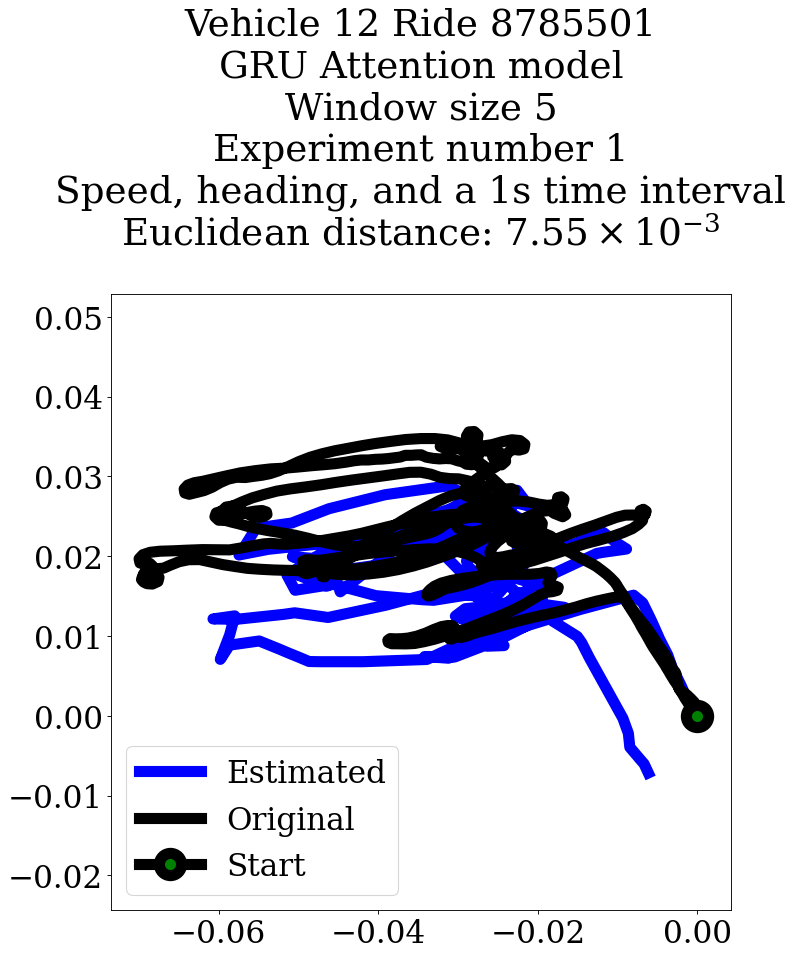 Vehicle 12 Ride 8785501
GRU Attention model
Window size 5
Experiment number 1
Speed, heading, and a 1s time interval
Euclidean distance: 7.55 × 10⁻³
0.05
0.04
0.03
0.02
0.01
0.00
−0.01
−0.02
Estimated
Original
Start
−0.06 −0.04 −0.02 0.00